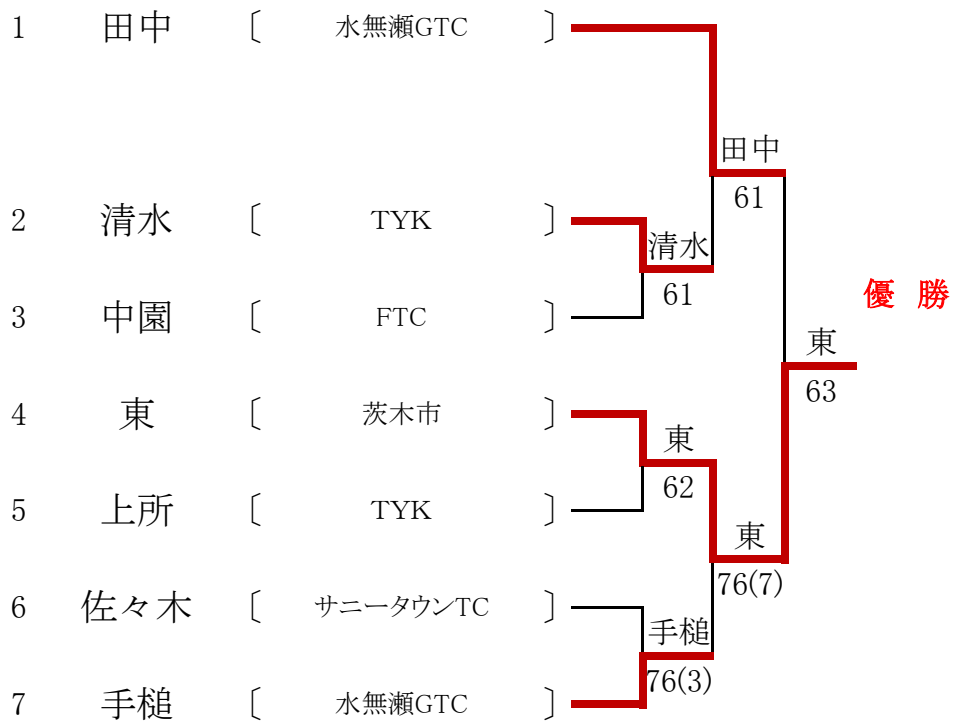 1 田中 〔 水無瀬GTC 〕
田中
61
2 清水 〔 TYK 〕
清水
61
3 中園 〔 FTC 〕
優 勝
東
63
4 東 〔 茨木市 〕
東
62
5 上所 〔 TYK 〕
東
76(7)
6 佐々木 〔 サニータウンTC 〕
手槌
76(3)
7 手槌 〔 水無瀬GTC 〕